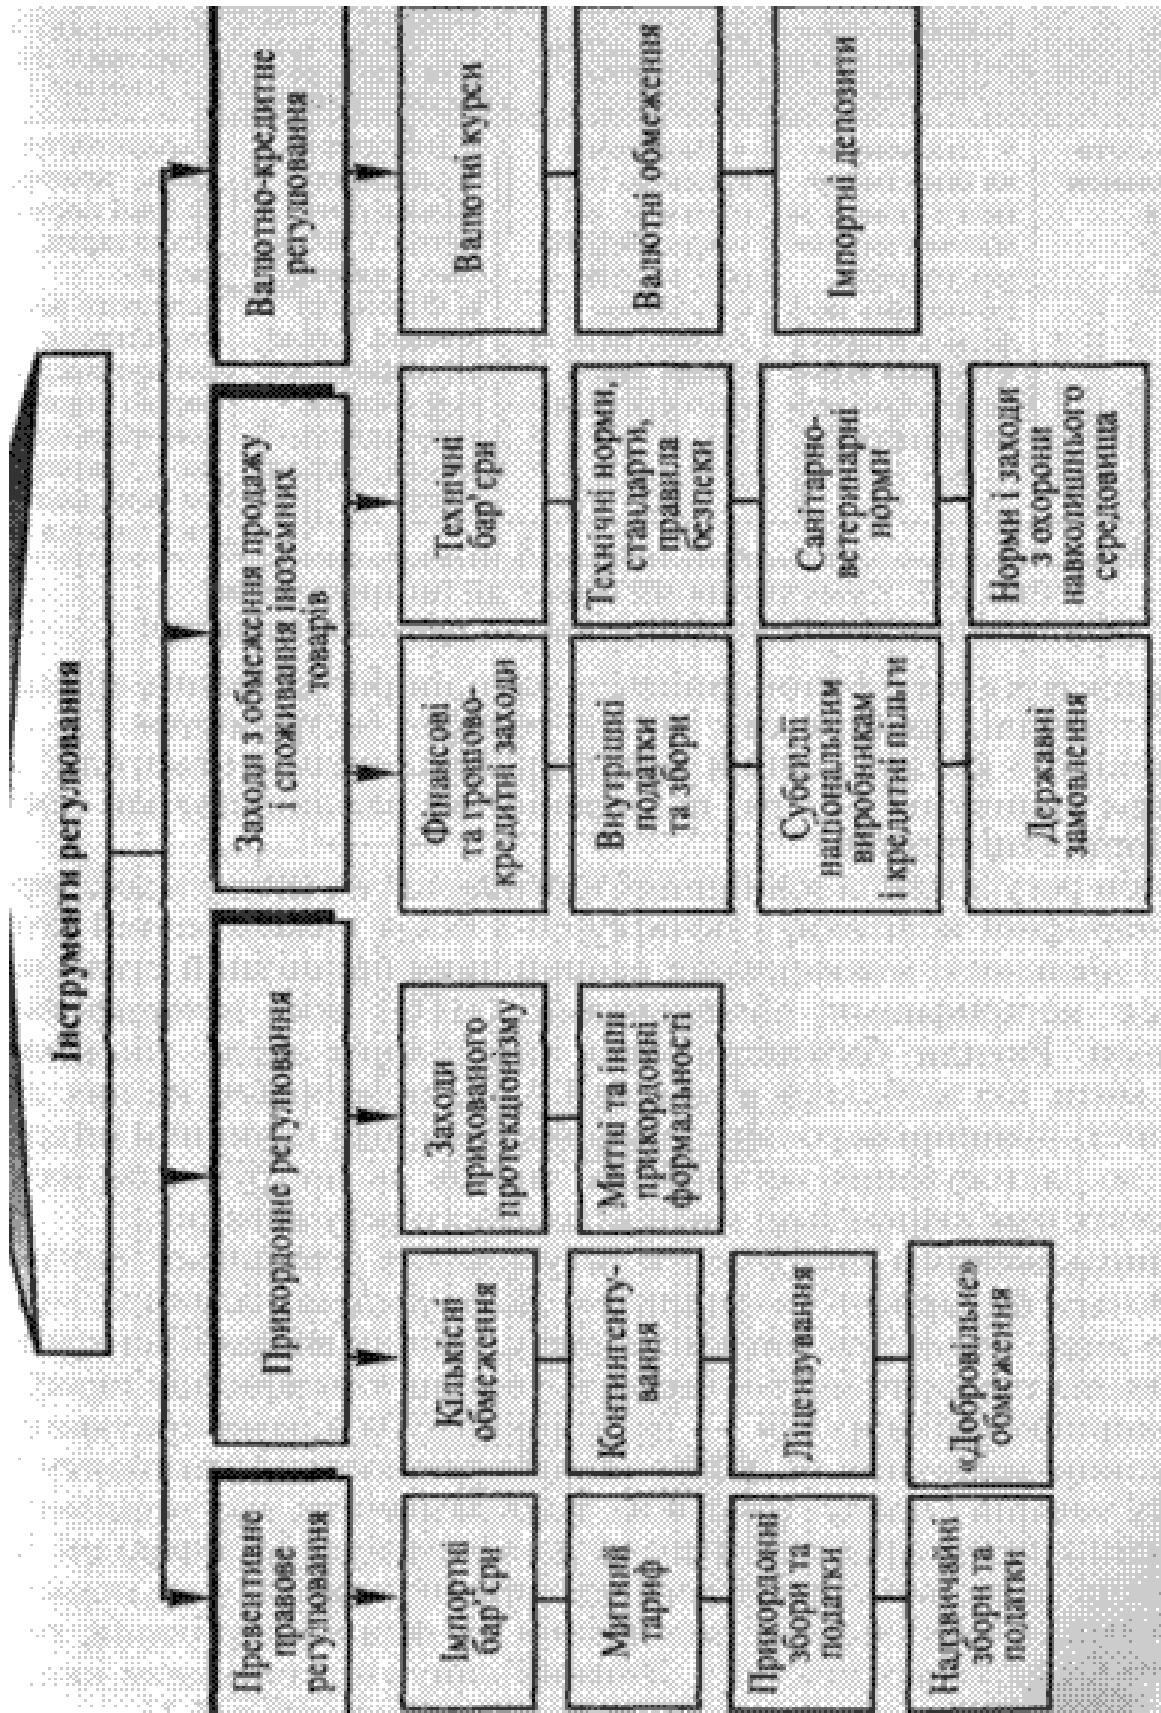 Інструменти регулювання
Превентивне
правове
регулювання
Прикордонне регулювання
Заходи з обмеження продажу
і споживання іноземних
товарів
Валютно-кредитне
регулювання
Імпортні
бар'єри
Митний
тариф
Прикордонні
збори та
податки
Надзвичайні
збори та
податки
Кількісні
обмеження
Контингенту-
вання
Ліцензування
«Добровільне»
обмеження
Заходи
прихованого
протекціонізму
Митні та інші
прикордонні
формальності
Фінансові
та грошово-
кредитні заходи
Внутрішні
податки
та збори
Субсидії
національним
виробникам
і кредитні пільги
Державні
замовлення
Технічні
бар'єри
Технічні норми,
стандарти,
правила
безпеки
Санітарно-
ветеринарні
норми
Норми і заходи
з охорони
навколишнього
середовища
Валютні курси
Валютні обмеження
Імпортні депозити